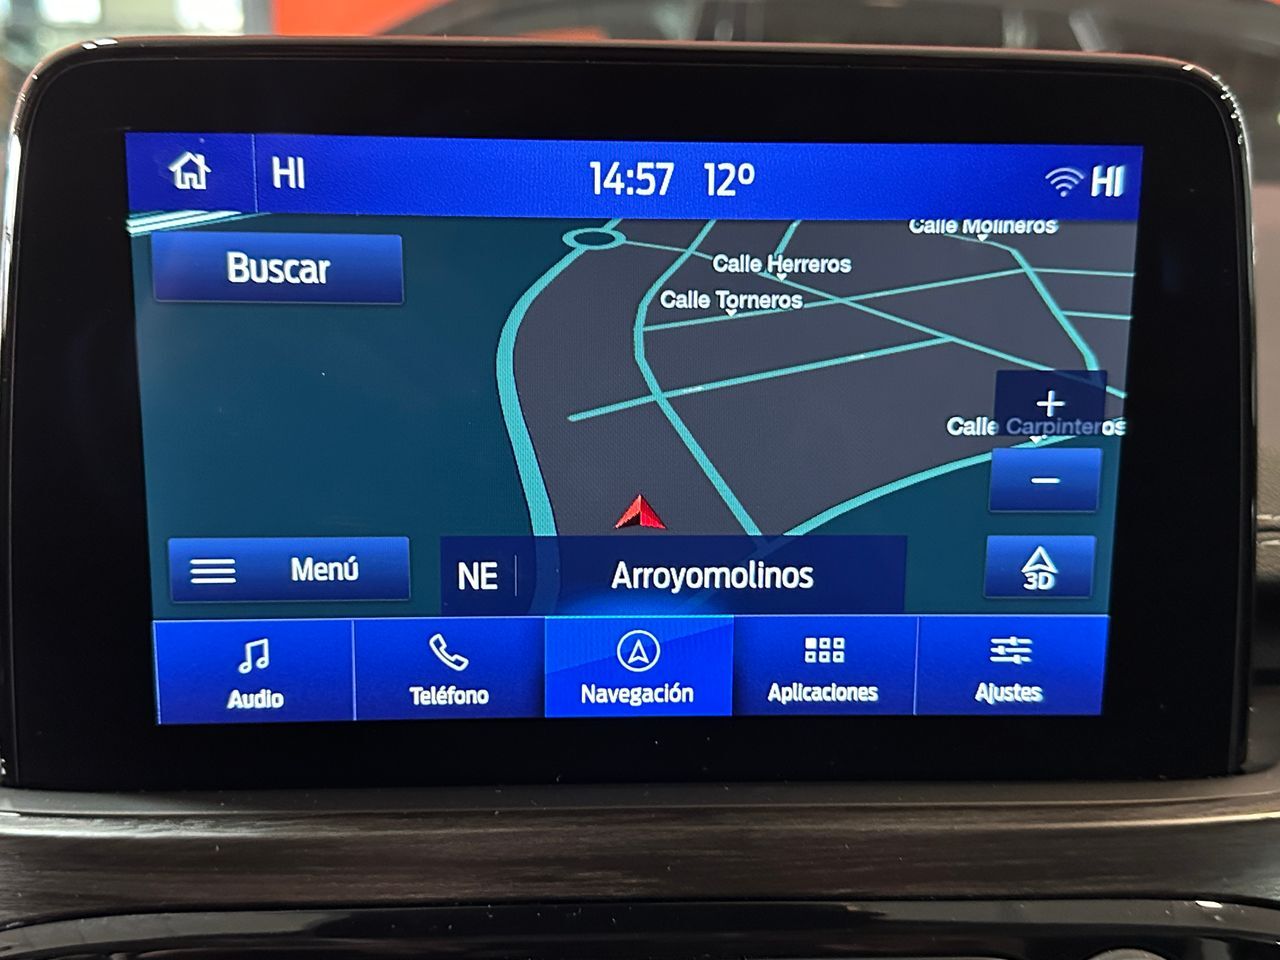 HI
14:57 12º
HI
Buscar
Calle Molineros
Calle Herreros
Calle Torneros
+
Calle Carpinteros
−
Menú
NE
Arroyomolinos
3D
Audio
Teléfono
Navegación
Aplicaciones
Ajustes